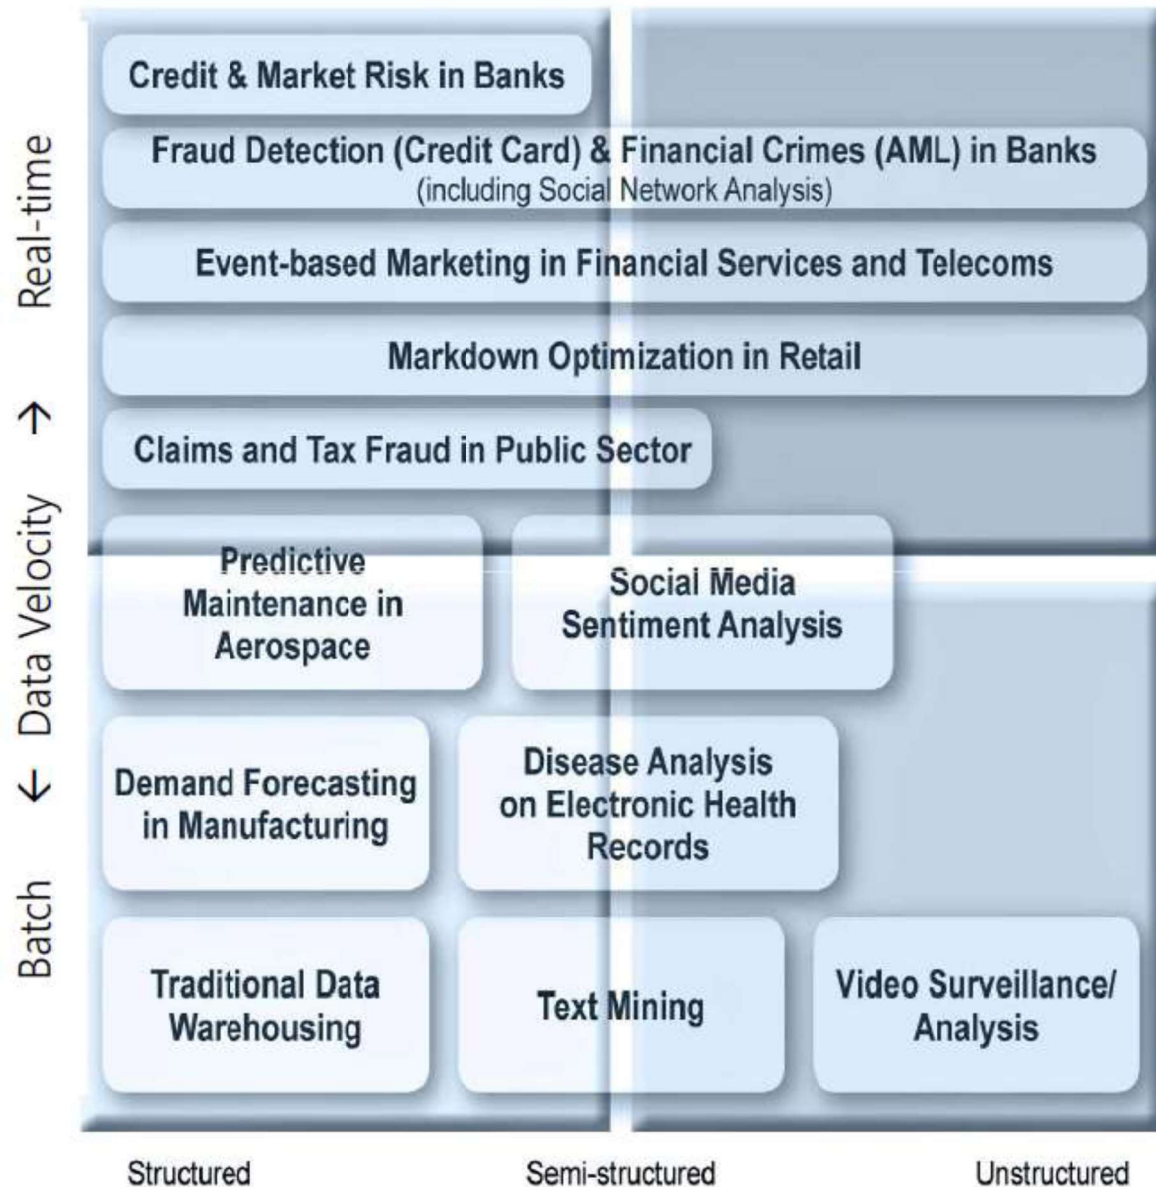 Credit & Market Risk in Banks
Fraud Detection (Credit Card) & Financial Crimes (AML) in Banks
(including Social Network Analysis)
Event-based Marketing in Financial Services and Telecoms
Markdown Optimization in Retail
Claims and Tax Fraud in Public Sector
Predictive
Maintenance in
Aerospace
Social Media
Sentiment Analysis
Demand Forecasting
in Manufacturing
Disease Analysis
on Electronic Health
Records
Traditional Data
Warehousing
Text Mining
Video Surveillance/
Analysis
Batch ← Data Velocity → Real-time
Structured
Semi-structured
Unstructured